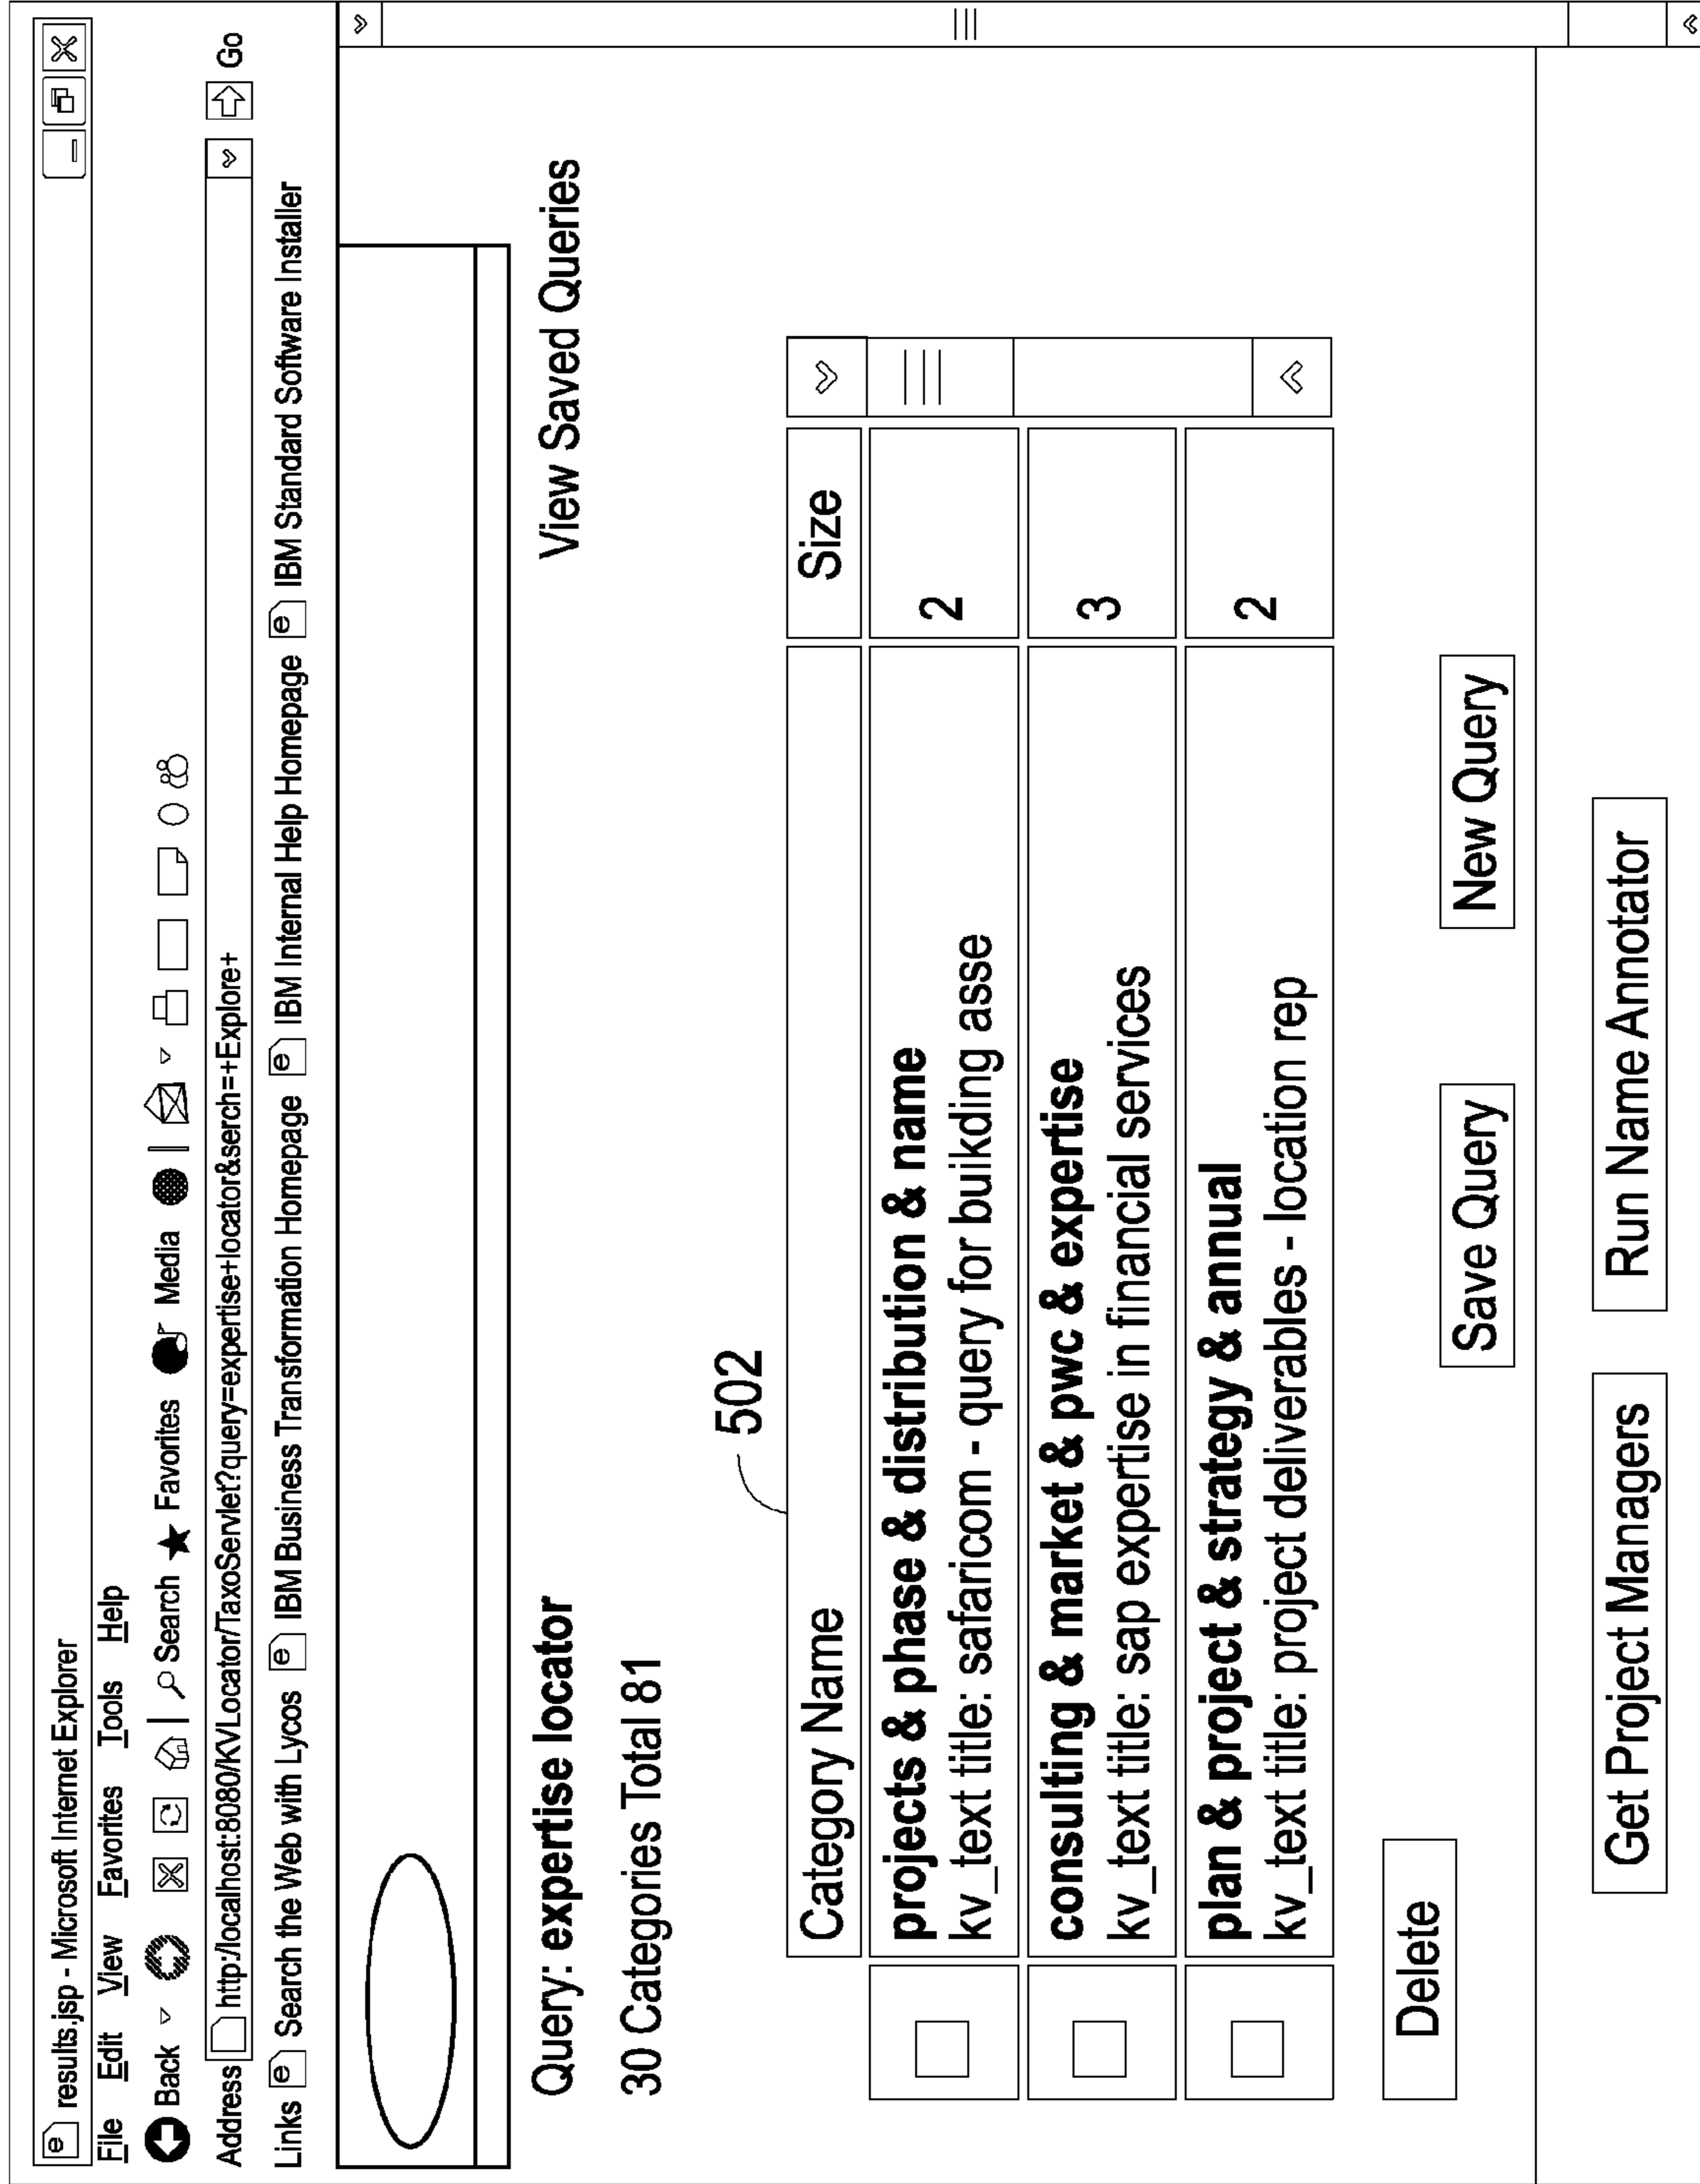 results.jsp - Microsoft Internet Explorer
File Edit View Favorites Tools Help
Back Search Favorites Media
Address http:/localhost:8080/KVLocator/TaxoServlet?query=expertise+locator&serch=+Explore+ Go
Links Search the Web with Lycos IBM Business Transformation Homepage IBM Internal Help Homepage IBM Standard Software Installer
Query: expertise locator View Saved Queries
30 Categories Total 81
502
Category Name Size
projects & phase & distribution & name 2
kv_text title: safaricom - query for buikding asse
consulting & market & pwc & expertise 3
kv_text title: sap expertise in financial services
plan & project & strategy & annual 2
kv_text title: project deliverables - location rep
Delete
Save Query New Query
Get Project Managers Run Name Annotator